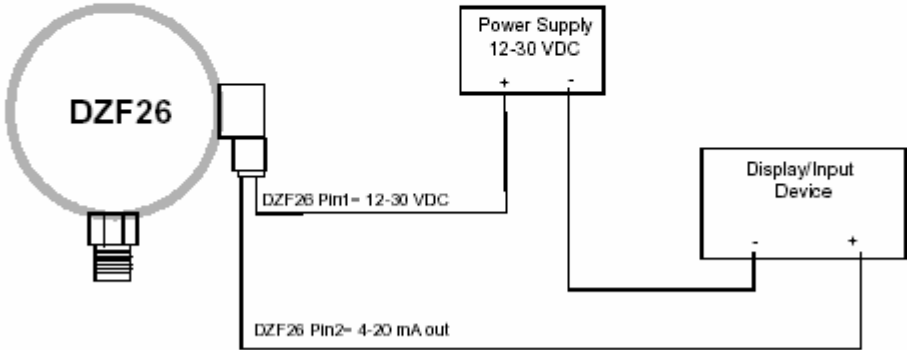 DZF26
Power Supply
12-30 VDC
+ -
Display/Input
Device
- +
DZF26 Pin1= 12-30 VDC
DZF26 Pin2= 4-20 mA out